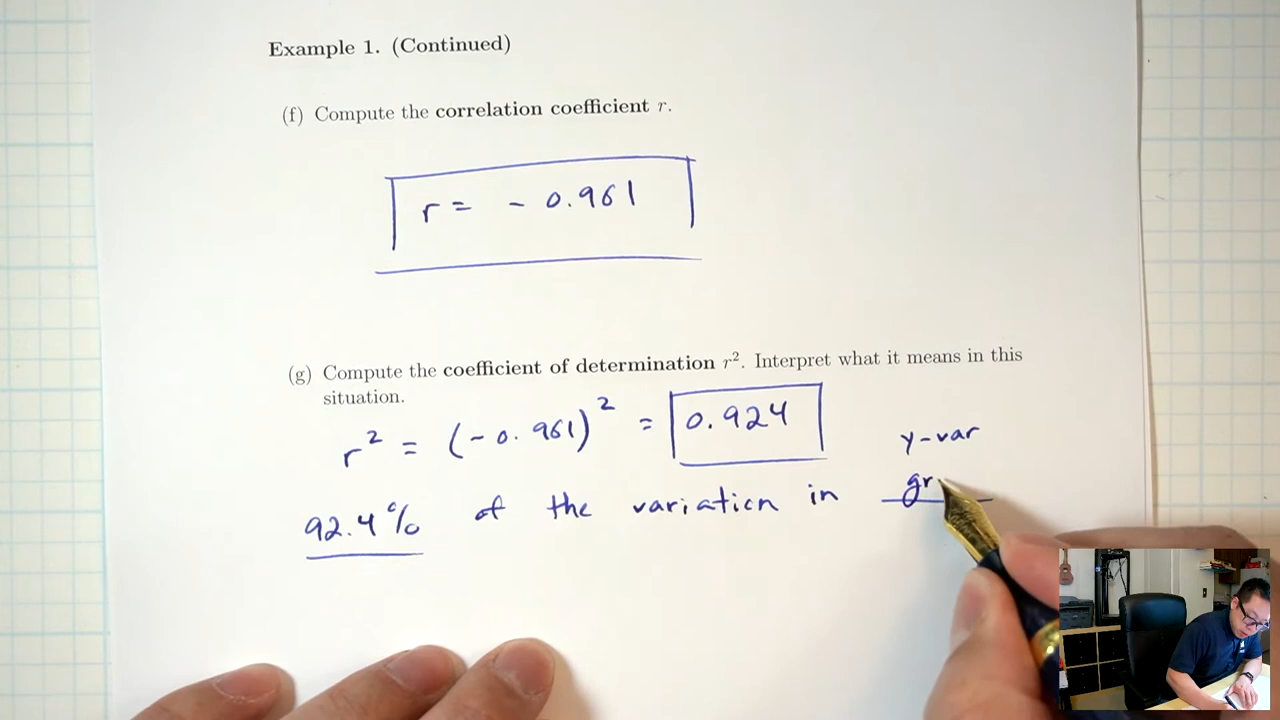 Example 1. (Continued)
(f) Compute the correlation coefficient r.
r = - 0.961
(g) Compute the coefficient of determination r². Interpret what it means in this
situation.
r² = (-0.961)² = 0.924
y-var
92.4% of the variation in gr